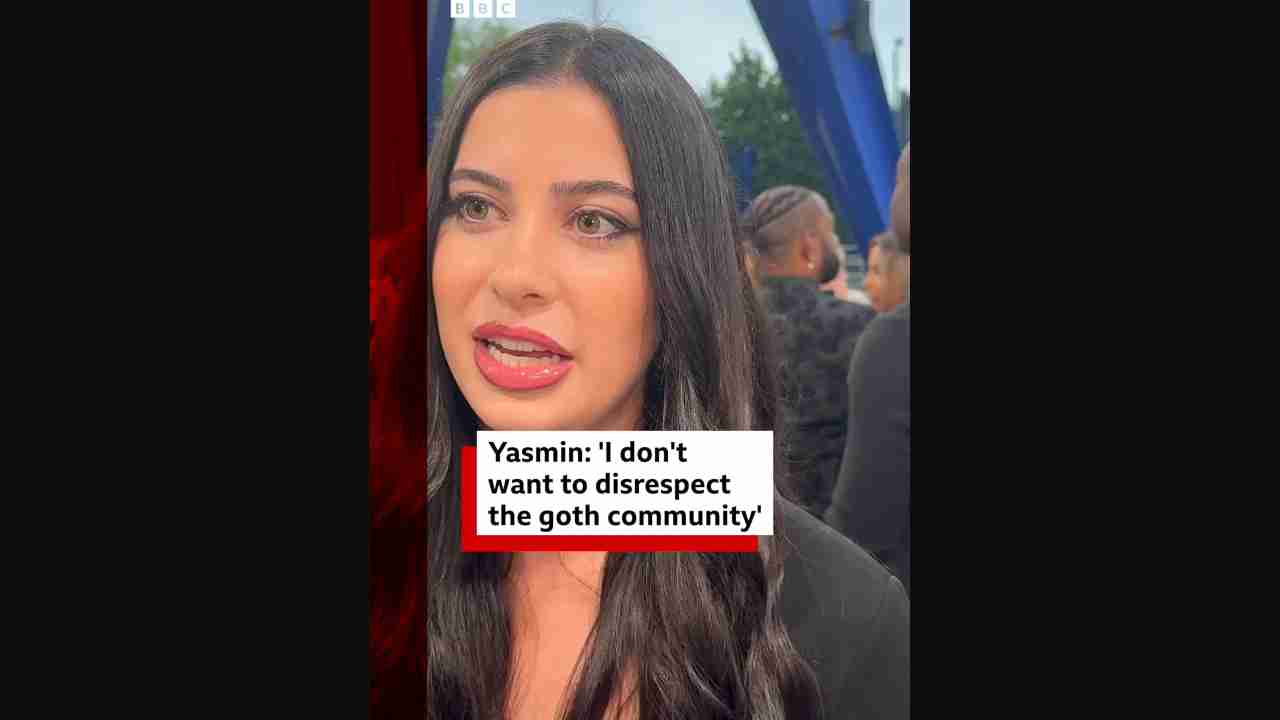 BBC
Yasmin: 'I don't
want to disrespect
the goth community'